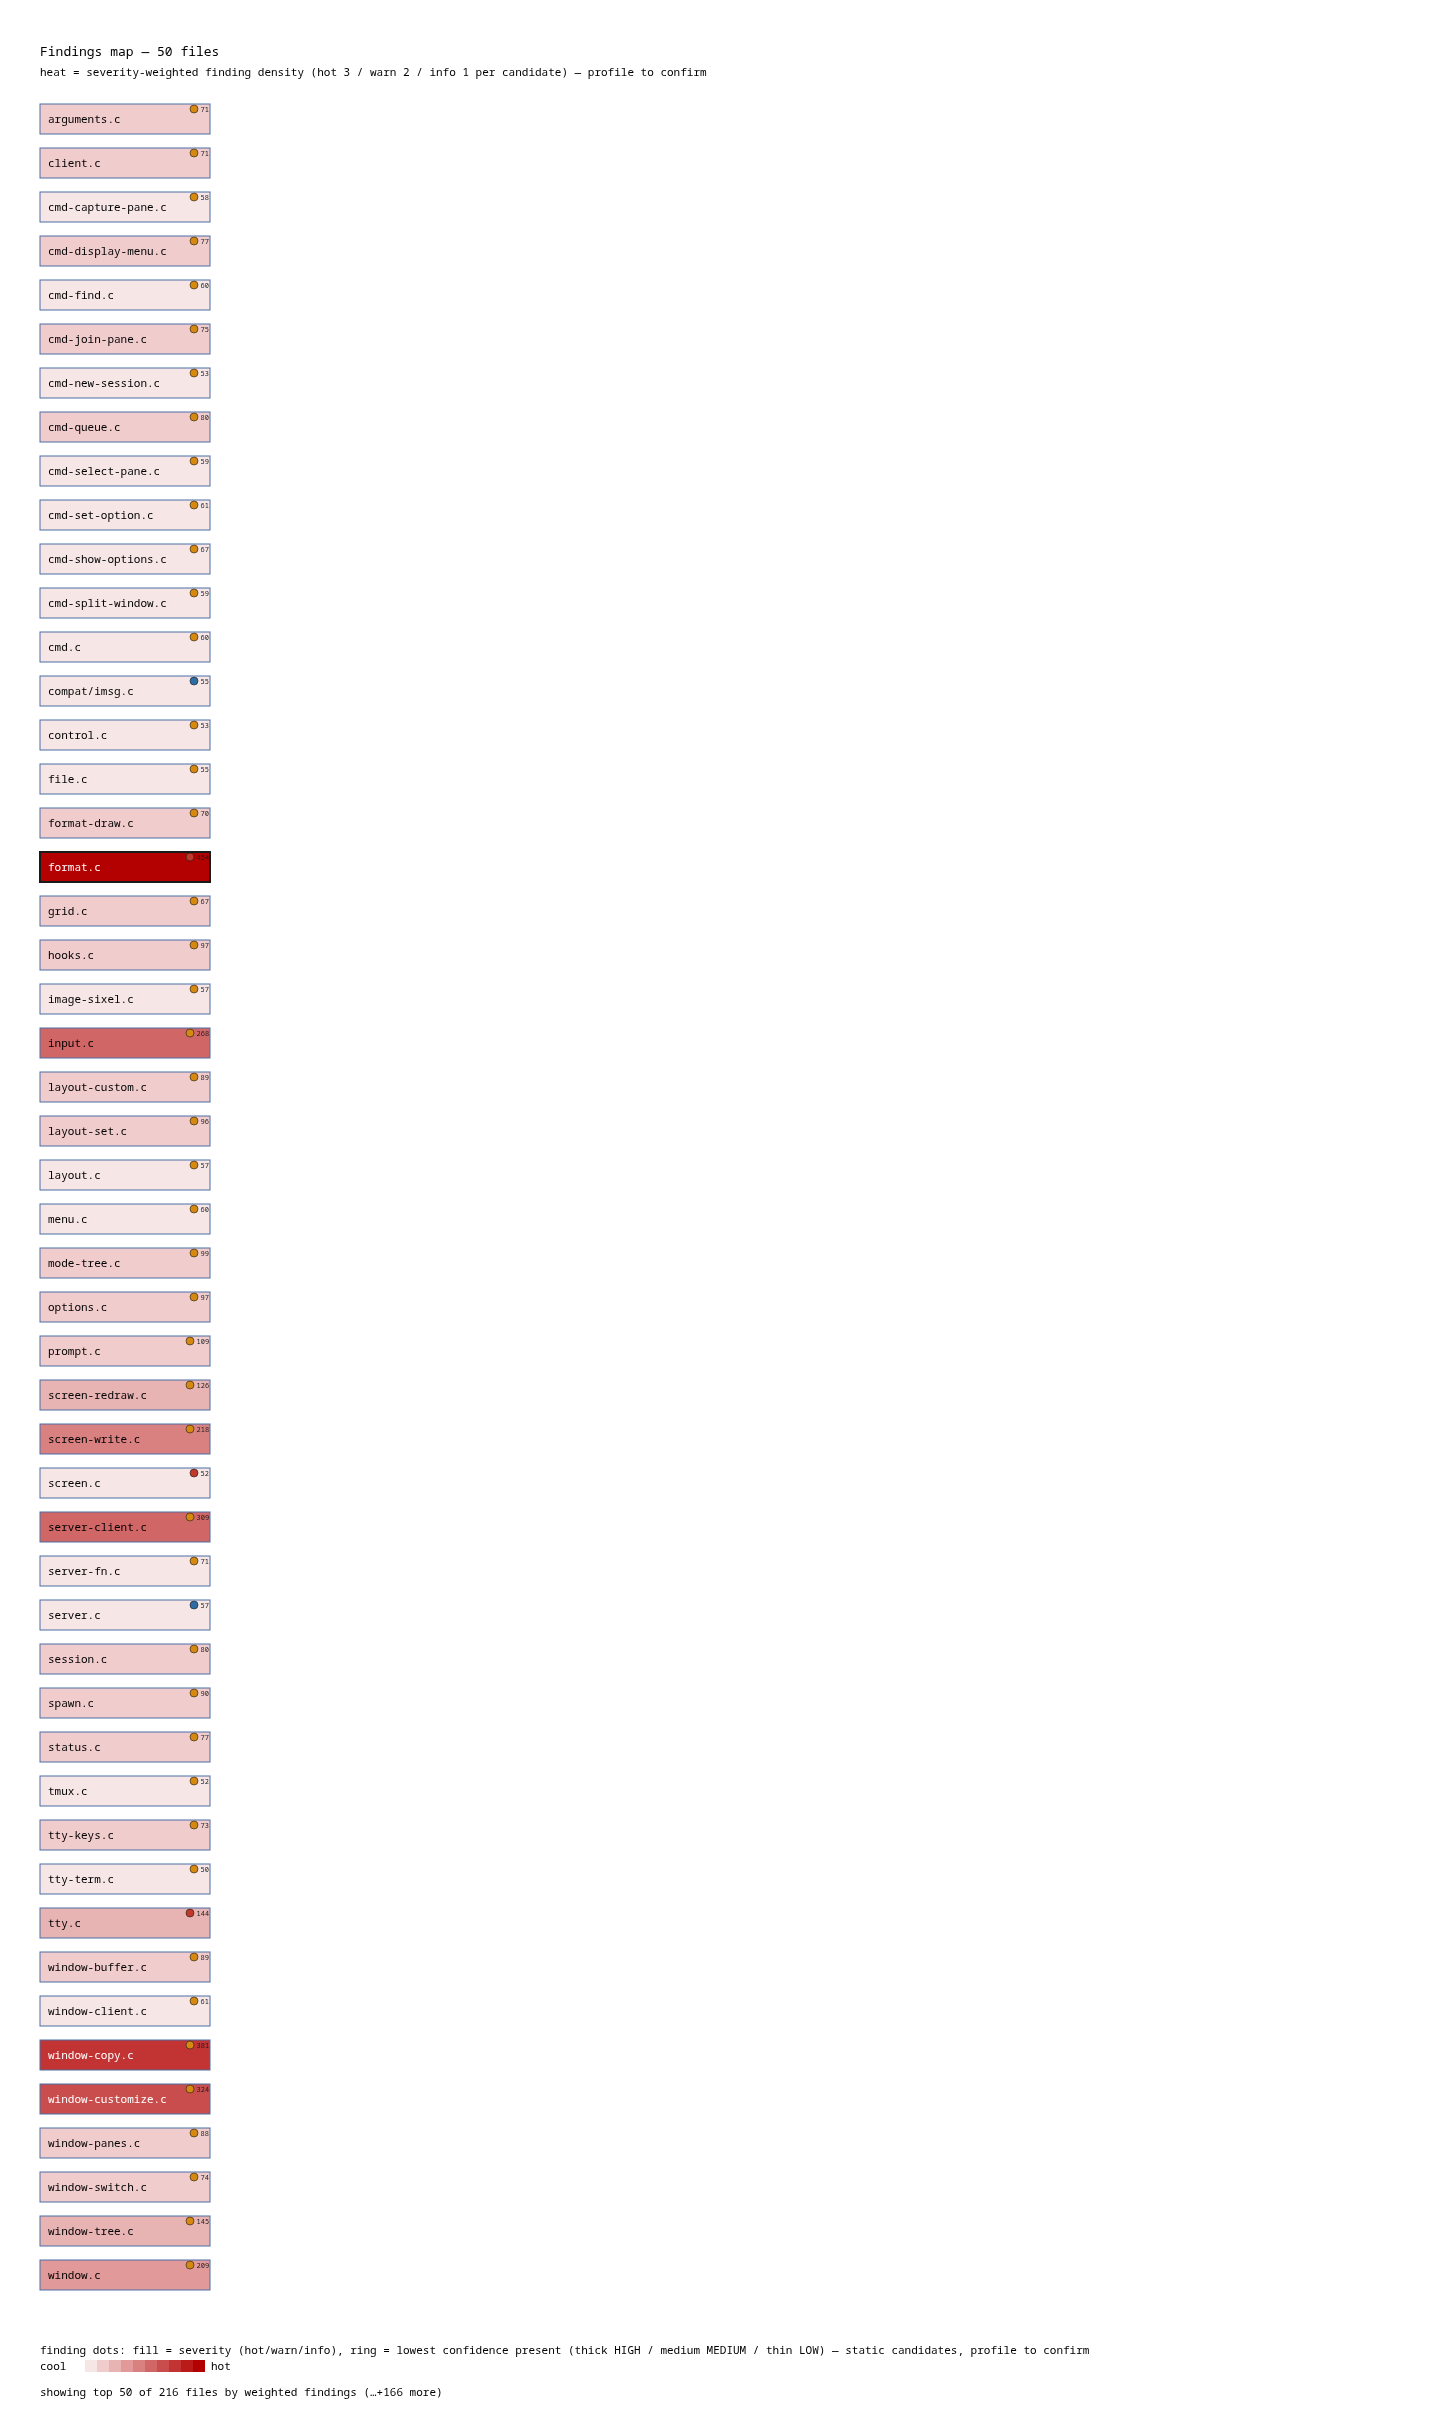 Findings map — 50 files
heat = severity-weighted finding density (hot 3 / warn 2 / info 1 per candidate) — profile to confirm
71
arguments.c
71
client.c
58
cmd-capture-pane.c
77
cmd-display-menu.c
60
cmd-find.c
75
cmd-join-pane.c
53
cmd-new-session.c
80
cmd-queue.c
59
cmd-select-pane.c
61
cmd-set-option.c
67
cmd-show-options.c
59
cmd-split-window.c
60
cmd.c
55
compat/imsg.c
53
control.c
55
file.c
70
format-draw.c
format.c
67
grid.c
97
hooks.c
57
image-sixel.c
268
input.c
89
layout-custom.c
96
layout-set.c
57
layout.c
60
menu.c
99
mode-tree.c
97
options.c
109
prompt.c
126
screen-redraw.c
218
screen-write.c
52
screen.c
309
server-client.c
71
server-fn.c
57
server.c
80
session.c
90
spawn.c
77
status.c
52
tmux.c
73
tty-keys.c
50
tty-term.c
144
tty.c
89
window-buffer.c
61
window-client.c
381
window-copy.c
324
window-customize.c
88
window-panes.c
74
window-switch.c
145
window-tree.c
209
window.c
finding dots: fill = severity (hot/warn/info), ring = lowest confidence present (thick HIGH / medium MEDIUM / thin LOW) — static candidates, profile to confirm
cool hot
showing top 50 of 216 files by weighted findings (…+166 more)